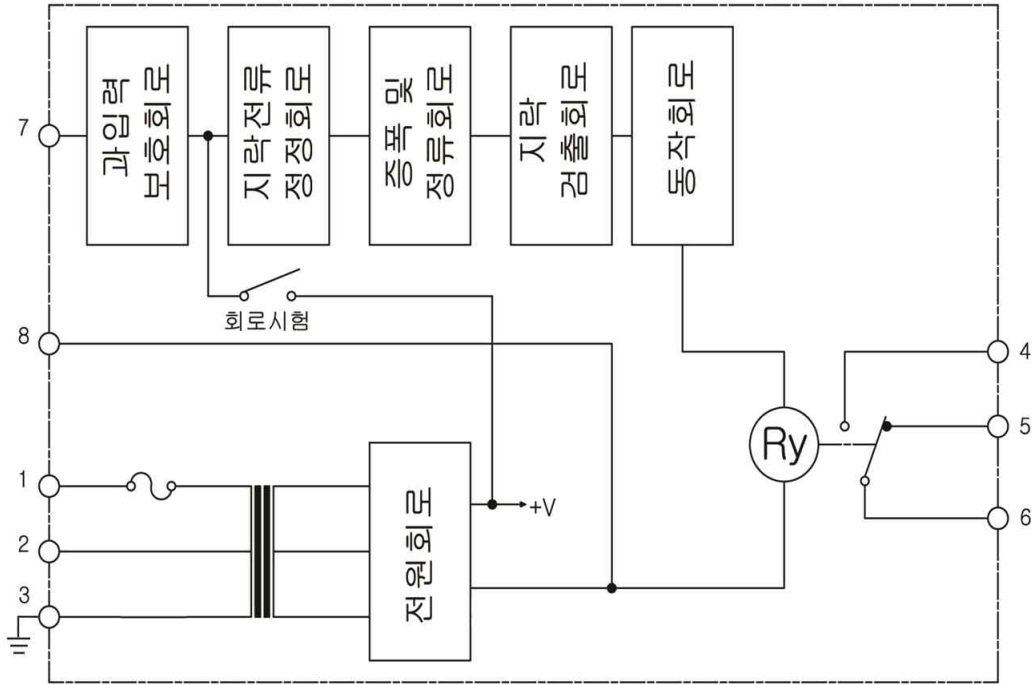 7
과입력
보호회로
지락전류
정정회로
증폭 및
정류회로
지락
검출회로
동작회로
회로시험
8
4
Ry
5
1
전원회로
+V
6
2
3